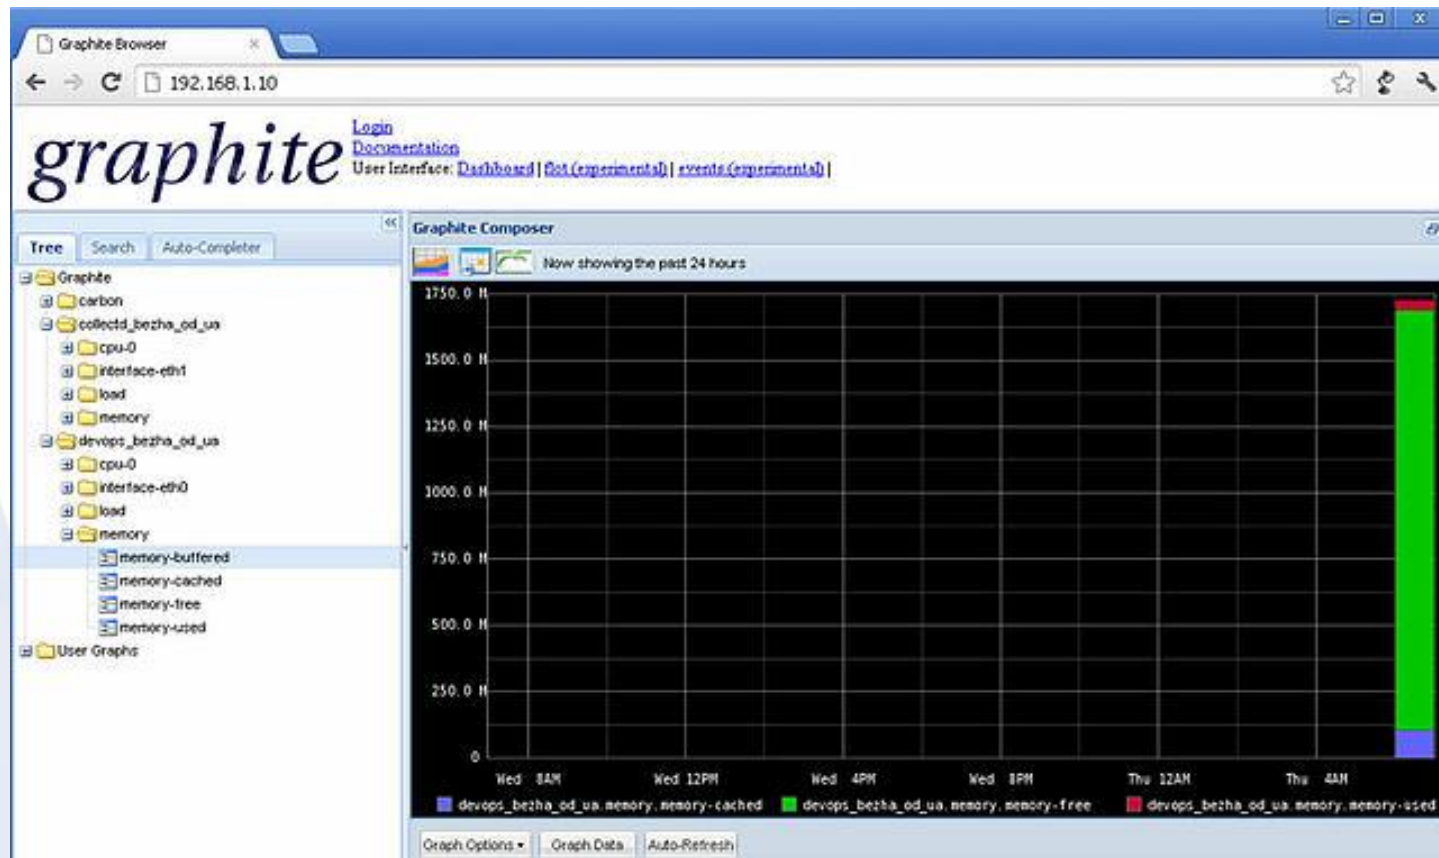 Graphite Browser
192.168.1.10
graphite
Login
Documentation
User Interface: Dashboard | flot (experimental) | events (experimental) |
Tree Search Auto-Completer
Graphite
carbon
collectd_bezha_od_ua
cpu-0
interface-eth1
load
memory
devops_bezha_od_ua
cpu-0
interface-eth0
load
memory
memory-buffered
memory-cached
memory-free
memory-used
User Graphs
Graphite Composer
Now showing the past 24 hours
1750.0 M
1500.0 M
1250.0 M
1000.0 M
750.0 M
500.0 M
250.0 M
0
Wed 8AM Wed 12PM Wed 4PM Wed 8PM Thu 12AM Thu 4AM
devops_bezha_od_ua.memory.memory-cached devops_bezha_od_ua.memory.memory-free devops_bezha_od_ua.memory.memory-used
Graph Options Graph Data Auto-Refresh